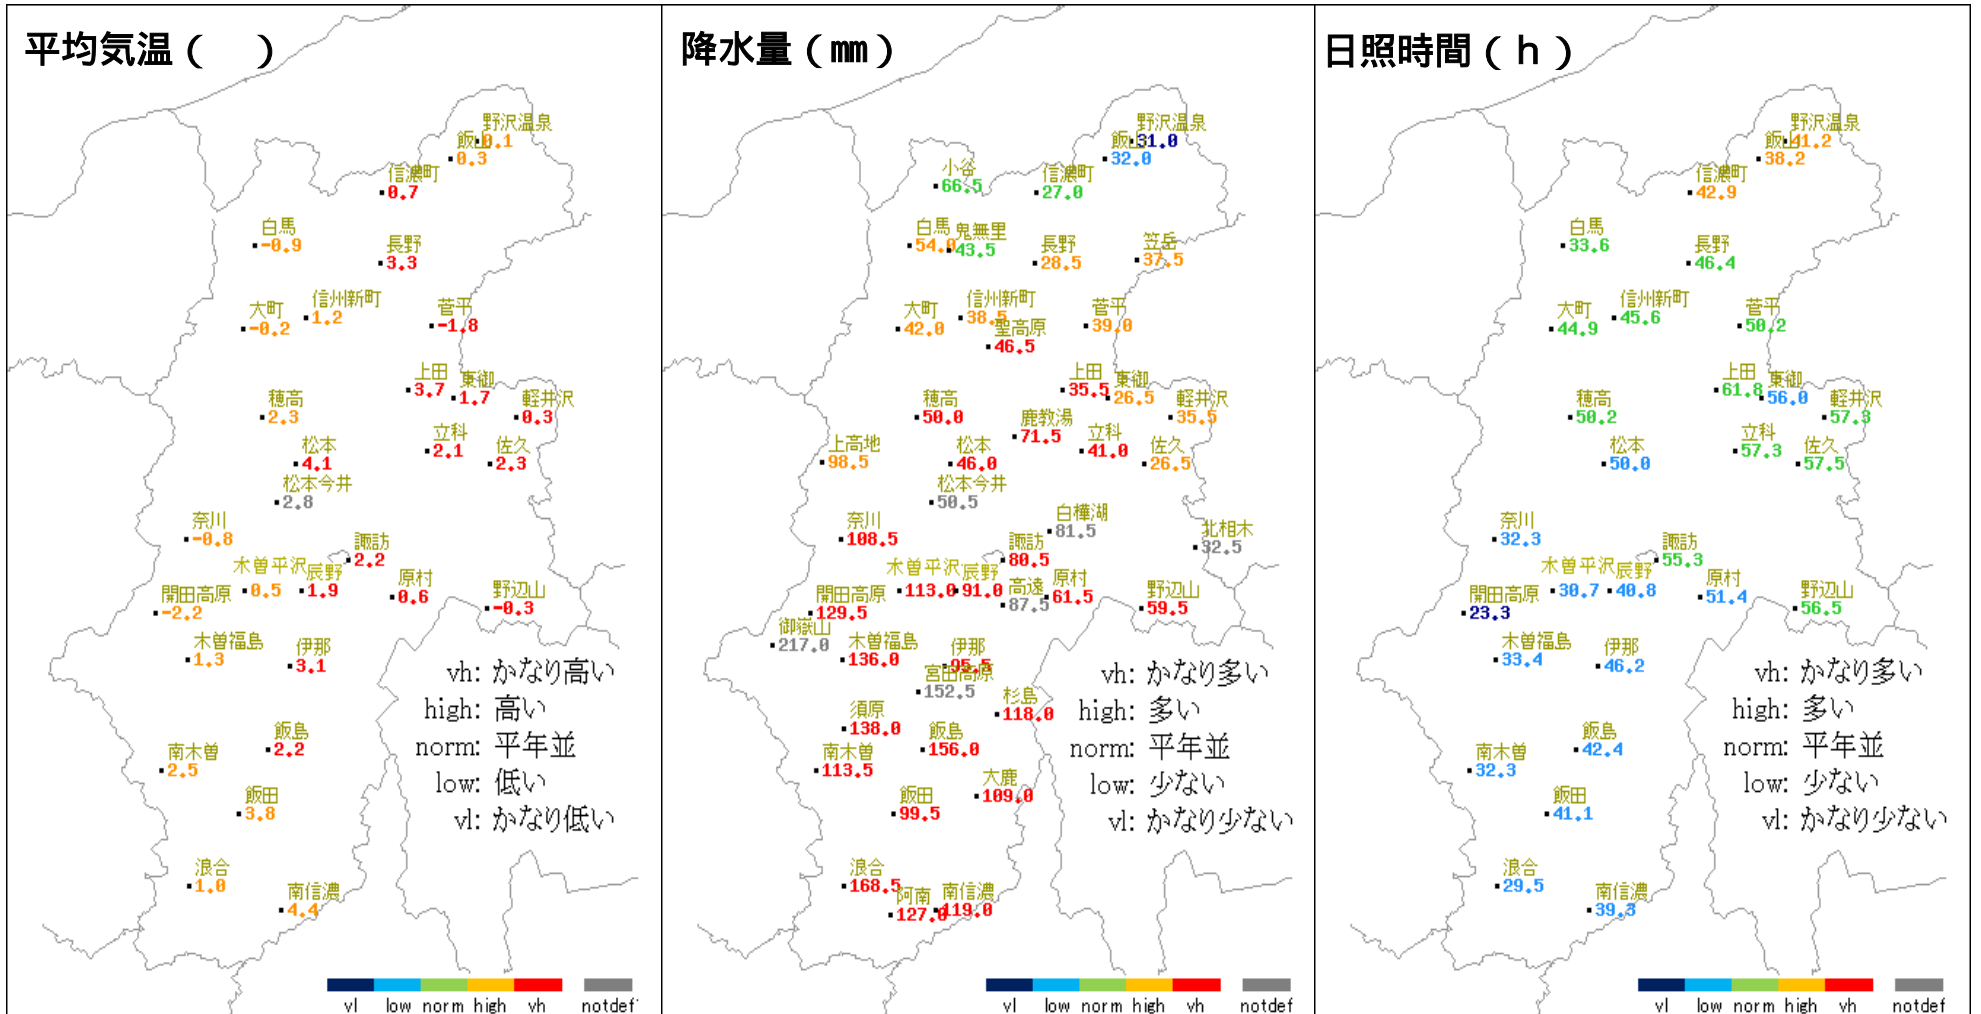 平均気温（　）
野沢温泉
0.1
飯山
0.3
信濃町
0.7
白馬
-0.9
長野
3.3
信州新町
1.2
大町
-0.2
菅平
-1.8
上田
3.7
東御
1.7
穂高
2.3
軽井沢
0.3
松本
4.1
立科
2.1
佐久
2.3
松本今井
2.8
奈川
-0.8
諏訪
2.2
木曽平沢
0.5
辰野
1.9
原村
0.6
開田高原
-2.2
野辺山
-0.3
木曽福島
1.3
伊那
3.1
飯島
2.2
南木曽
2.5
飯田
3.8
浪合
1.0
南信濃
4.4
vh: かなり高い
high: 高い
norm: 平年並
low: 低い
vl: かなり低い
vl low norm high vh notdef
降水量（㎜）
野沢温泉
31.0
飯山
32.0
小谷
66.5
信濃町
27.0
白馬
54.0
鬼無里
43.5
長野
28.5
笠岳
37.5
信州新町
38.5
大町
42.0
菅平
39.0
聖高原
46.5
上田
35.5
東御
26.5
穂高
50.0
軽井沢
35.5
鹿教湯
71.5
上高地
98.5
松本
46.0
立科
41.0
佐久
26.5
松本今井
50.5
奈川
108.5
白樺湖
81.5
北相木
32.5
諏訪
80.5
木曽平沢
113.0
辰野
91.0
高遠
87.5
原村
61.5
開田高原
129.5
野辺山
59.5
御嶽山
217.0
木曽福島
136.0
伊那
95.5
宮田高原
152.5
杉島
118.0
須原
138.0
飯島
156.0
南木曽
113.5
大鹿
109.0
飯田
99.5
浪合
168.5
阿南
127.0
南信濃
119.0
vh: かなり多い
high: 多い
norm: 平年並
low: 少ない
vl: かなり少ない
vl low norm high vh notdef
日照時間（ｈ）
野沢温泉
41.2
飯山
38.2
信濃町
42.9
白馬
33.6
長野
46.4
信州新町
45.6
大町
44.9
菅平
50.2
上田
61.8
東御
56.0
穂高
50.2
軽井沢
57.3
松本
50.0
立科
57.3
佐久
57.5
奈川
32.3
諏訪
55.3
木曽平沢
30.7
辰野
40.8
原村
51.4
開田高原
23.3
野辺山
56.5
木曽福島
33.4
伊那
46.2
飯島
42.4
南木曽
32.3
飯田
41.1
浪合
29.5
南信濃
39.3
vh: かなり多い
high: 多い
norm: 平年並
low: 少ない
vl: かなり少ない
vl low norm high vh notdef